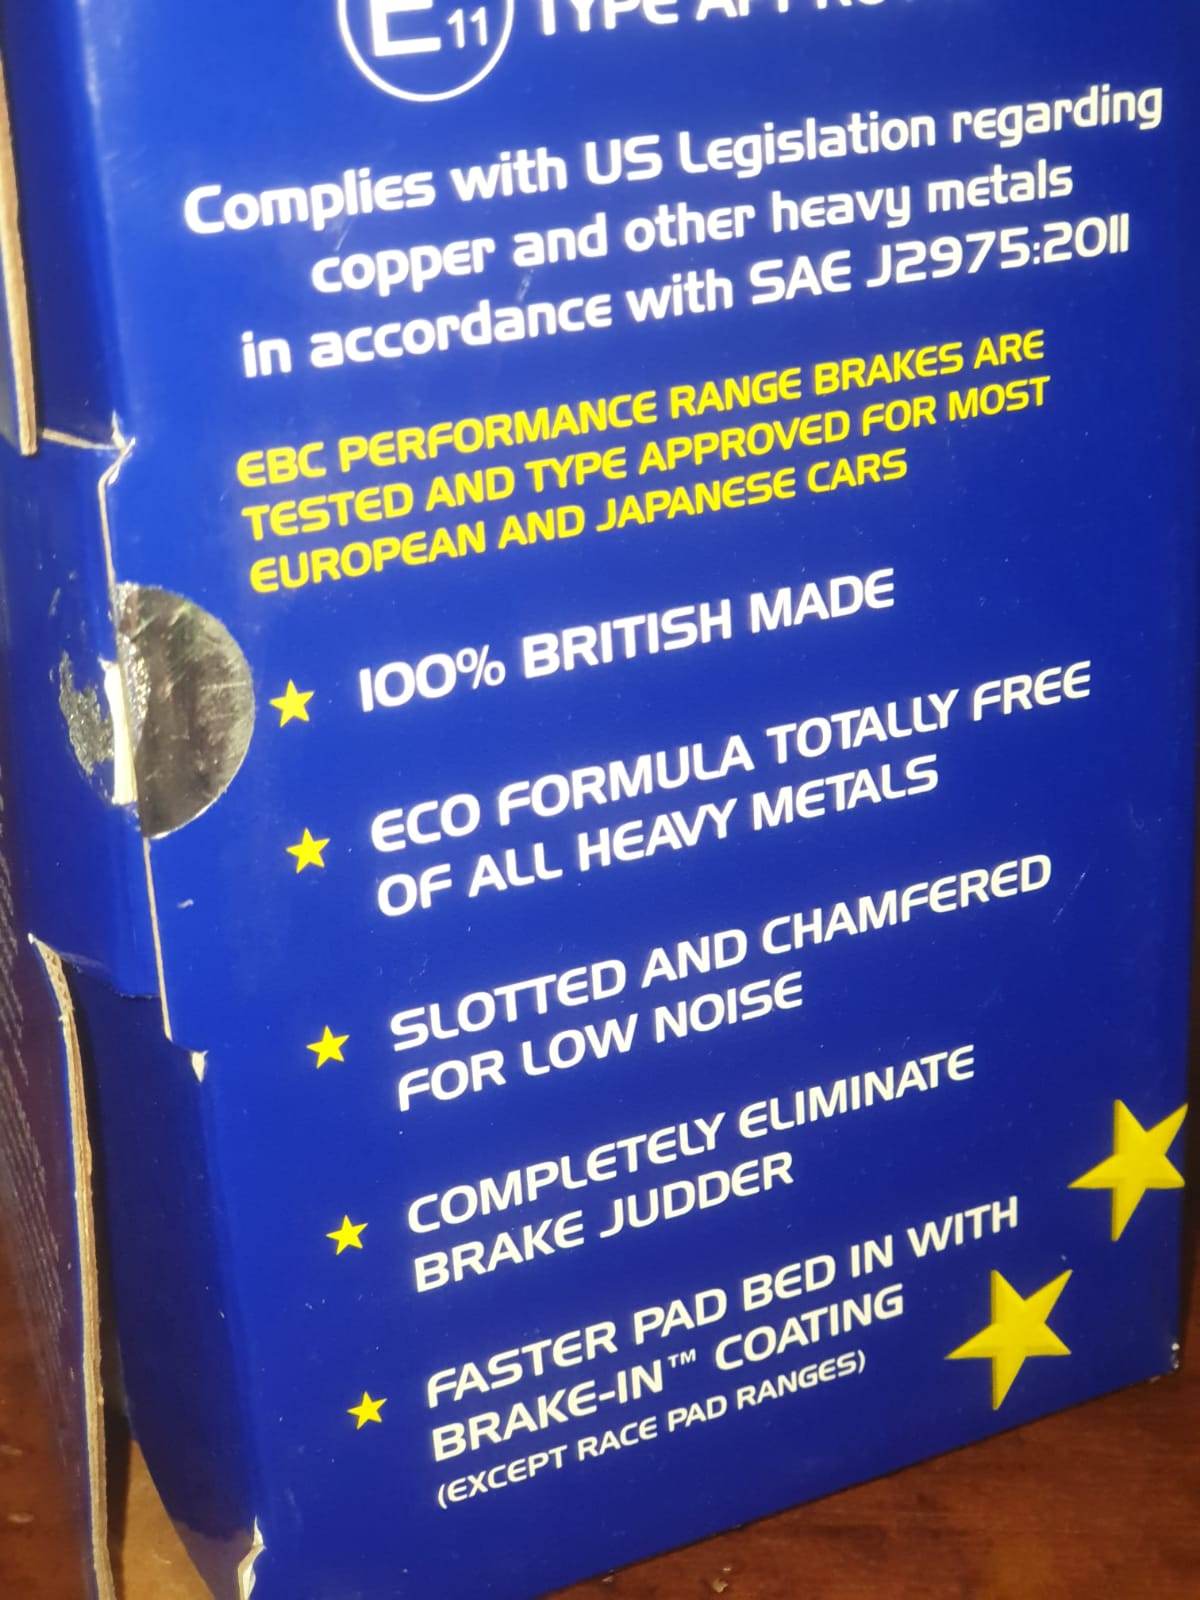 E11 TYPE
Complies with US Legislation regarding
copper and other heavy metals
in accordance with SAE J2975:2011
EBC PERFORMANCE RANGE BRAKES ARE
TESTED AND TYPE APPROVED FOR MOST
EUROPEAN AND JAPANESE CARS
100% BRITISH MADE
ECO FORMULA TOTALLY FREE
OF ALL HEAVY METALS
SLOTTED AND CHAMFERED
FOR LOW NOISE
COMPLETELY ELIMINATE
BRAKE JUDDER
FASTER PAD BED IN WITH
BRAKE-IN™ COATING
(EXCEPT RACE PAD RANGES)